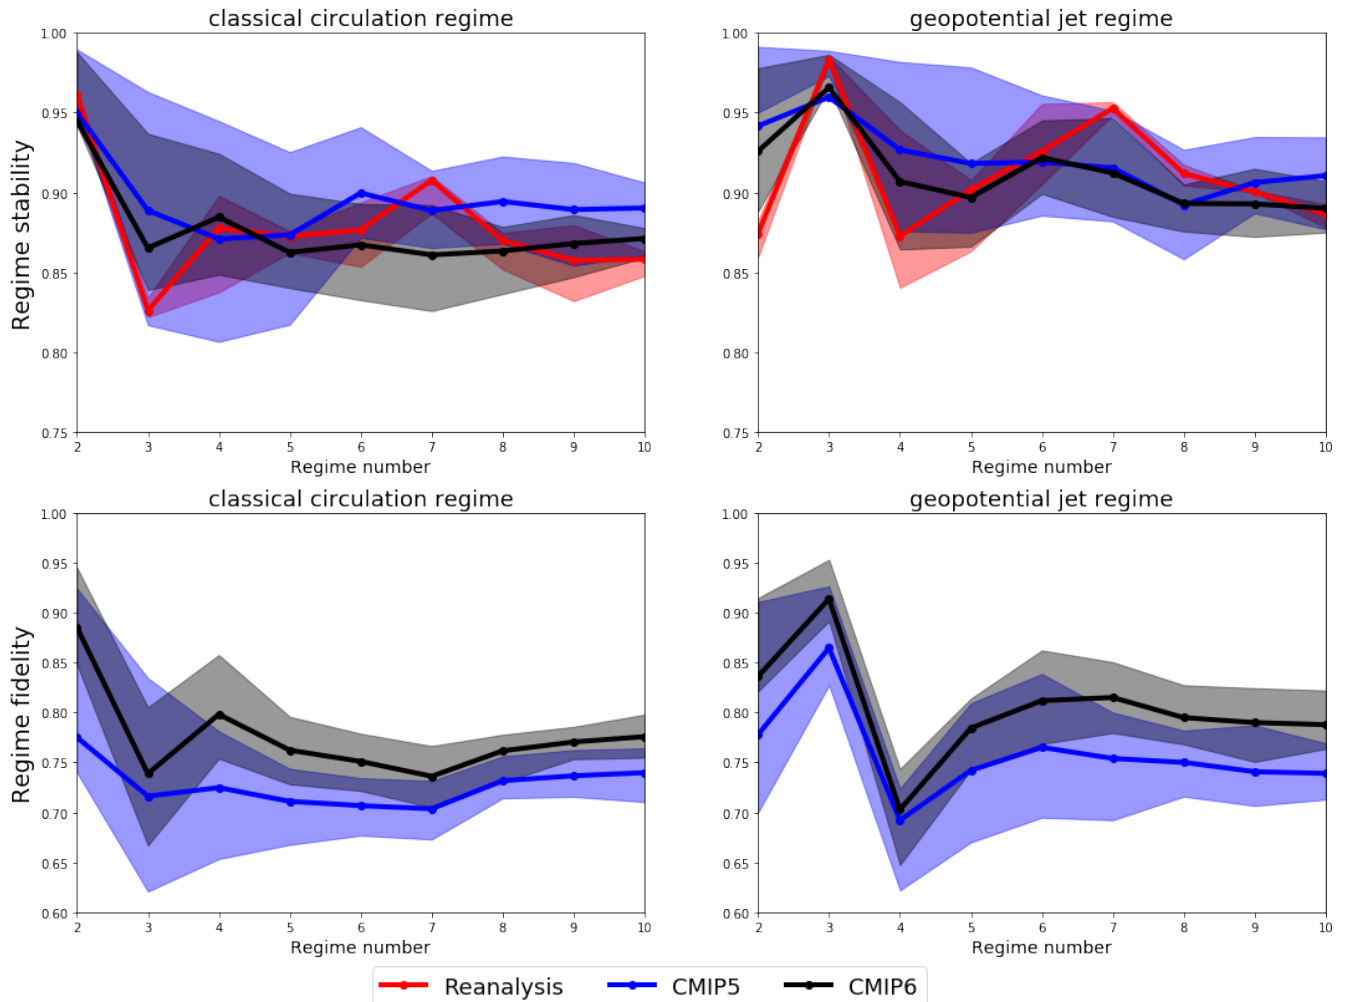 classical circulation regime
geopotential jet regime
1.00
0.95
0.90
0.85
0.80
0.75
Regime stability
2 3 4 5 6 7 8 9 10
Regime number
1.00
0.95
0.90
0.85
0.80
0.75
2 3 4 5 6 7 8 9 10
Regime number
classical circulation regime
geopotential jet regime
1.00
0.95
0.90
0.85
0.80
0.75
0.70
0.65
0.60
Regime fidelity
2 3 4 5 6 7 8 9 10
Regime number
1.00
0.95
0.90
0.85
0.80
0.75
0.70
0.65
0.60
2 3 4 5 6 7 8 9 10
Regime number
Reanalysis CMIP5 CMIP6